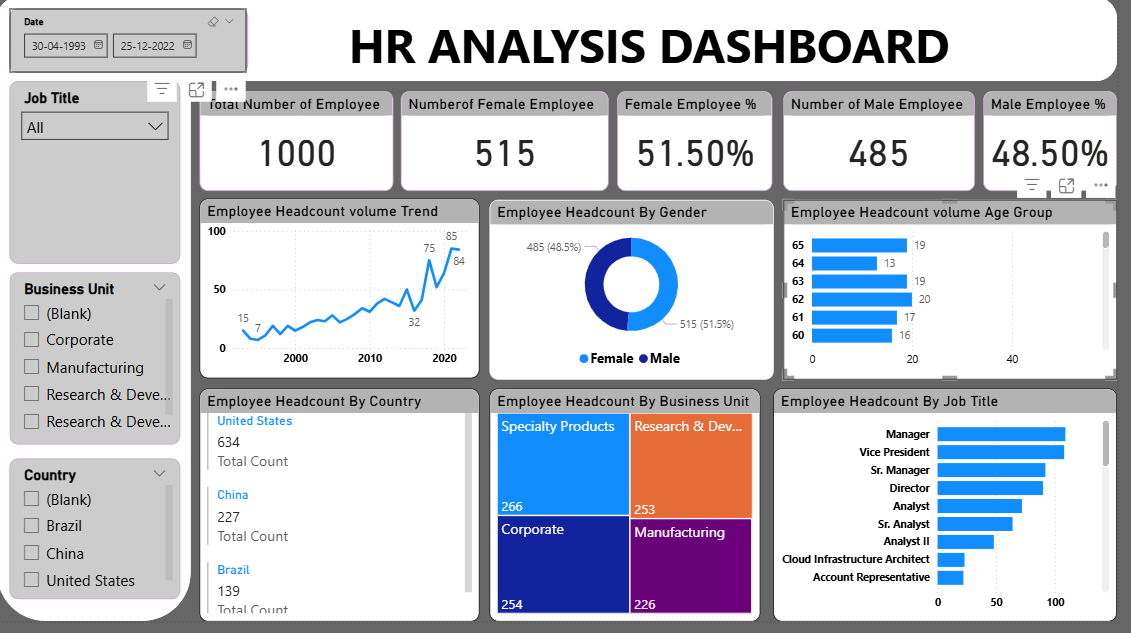 Date
30-04-1993
25-12-2022
HR ANALYSIS DASHBOARD
Job Title
All
Total Number of Employee
1000
Numberof Female Employee
515
Female Employee %
51.50%
Number of Male Employee
485
Male Employee %
48.50%
Business Unit
(Blank)
Corporate
Manufacturing
Research & Deve...
Research & Deve...
Country
(Blank)
Brazil
China
United States
Employee Headcount volume Trend
100
50
0
15
7
32
75
85
84
2000
2010
2020
Employee Headcount By Gender
485 (48.5%)
515 (51.5%)
Female
Male
Employee Headcount volume Age Group
65
19
64
13
63
19
62
20
61
17
60
16
0
20
40
Employee Headcount By Country
United States
634
Total Count
China
227
Total Count
Brazil
139
Total Count
Employee Headcount By Business Unit
Specialty Products
266
Research & Dev...
253
Corporate
254
Manufacturing
226
Employee Headcount By Job Title
Manager
Vice President
Sr. Manager
Director
Analyst
Sr. Analyst
Analyst II
Cloud Infrastructure Architect
Account Representative
0
50
100